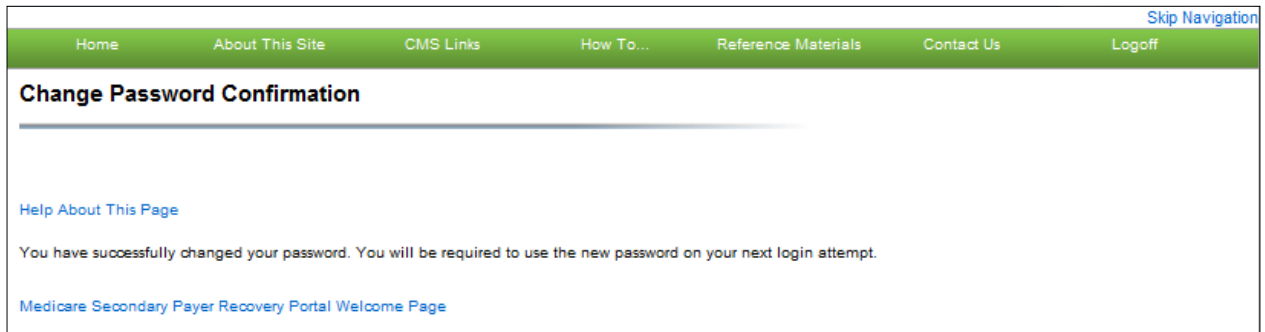 Skip Navigation
Home About This Site CMS Links How To... Reference Materials Contact Us Logoff
Change Password Confirmation
Help About This Page
You have successfully changed your password. You will be required to use the new password on your next login attempt.
Medicare Secondary Payer Recovery Portal Welcome Page